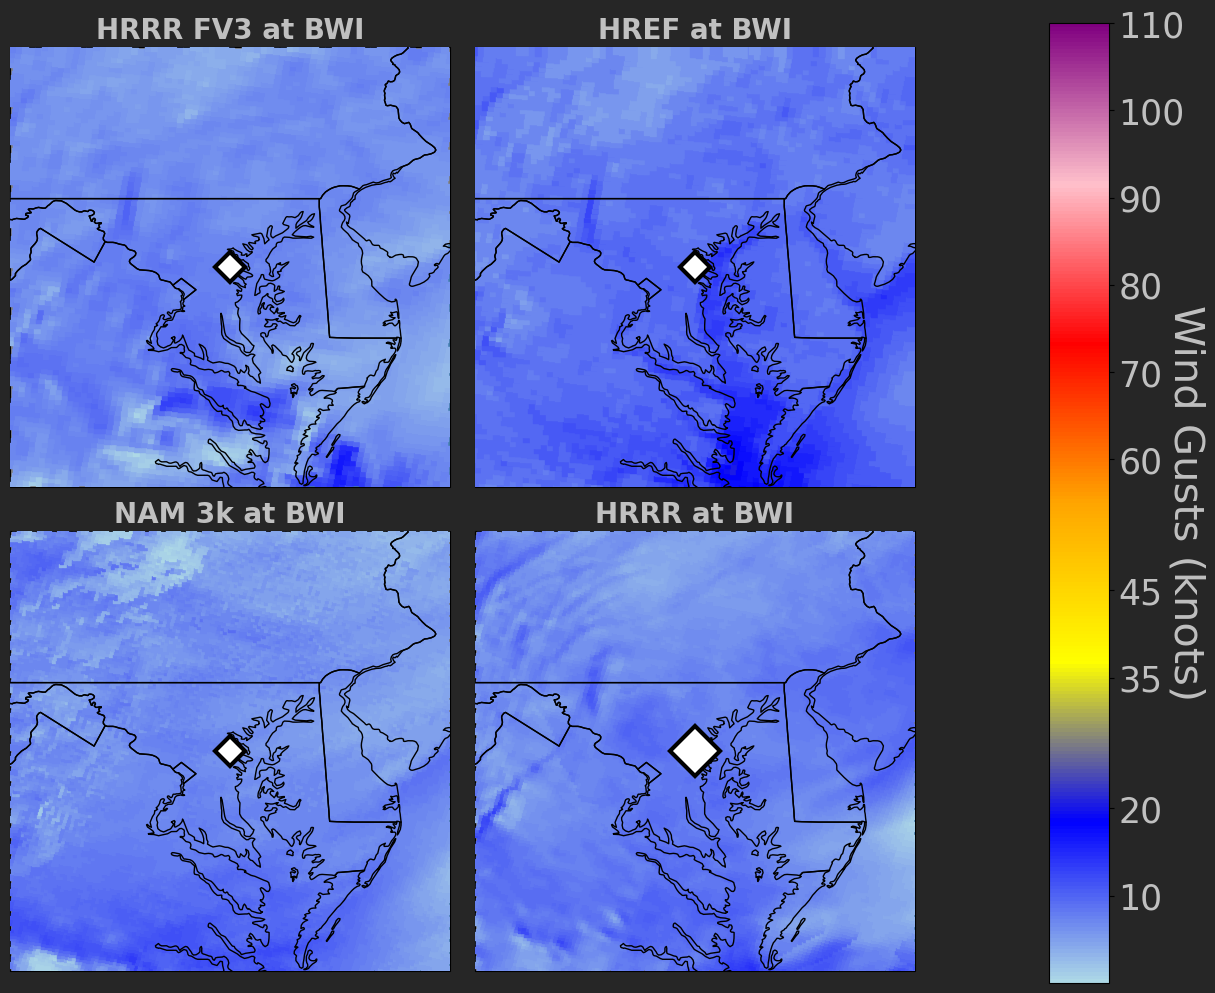 HRRR FV3 at BWI
HREF at BWI
NAM 3k at BWI
HRRR at BWI
110
100
90
80
70
60
45
35
20
10
Wind Gusts (knots)